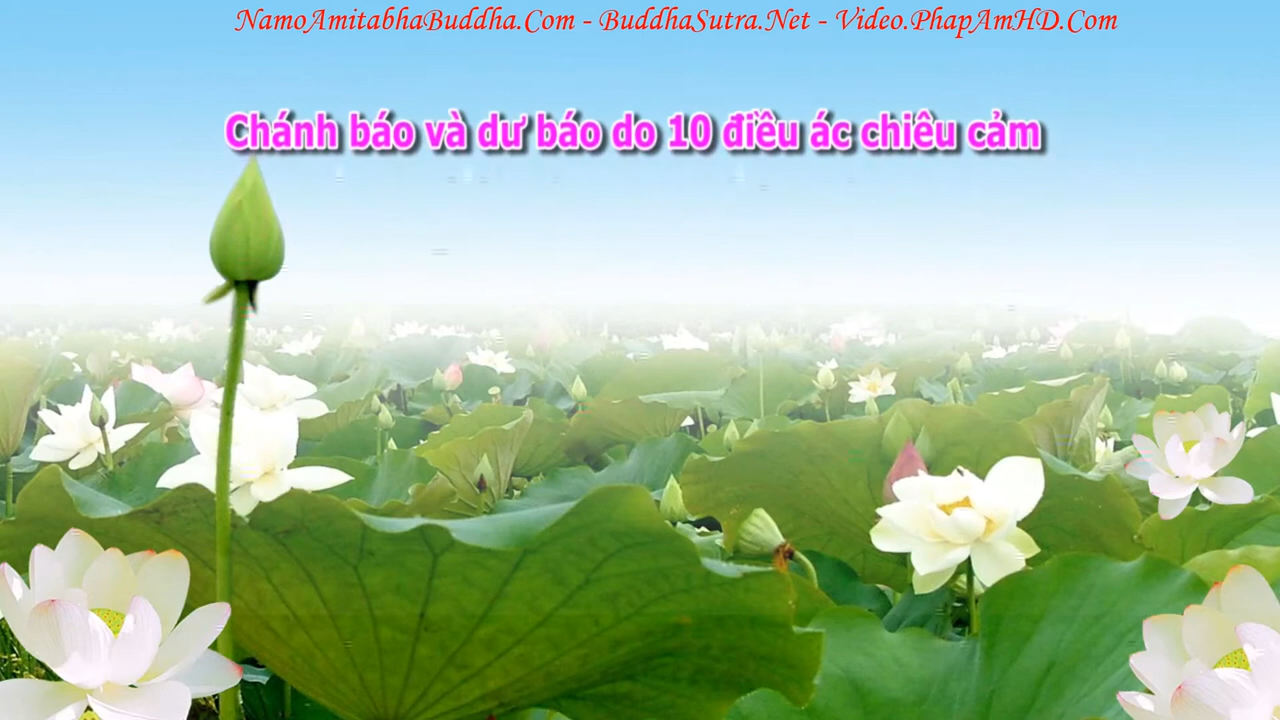 NamoAmitabhaBuddha.Com - BuddhaSutra.Net - Video.PhapAmHD.Com
Chánh báo và dư báo do 10 điều ác chiêu cảm